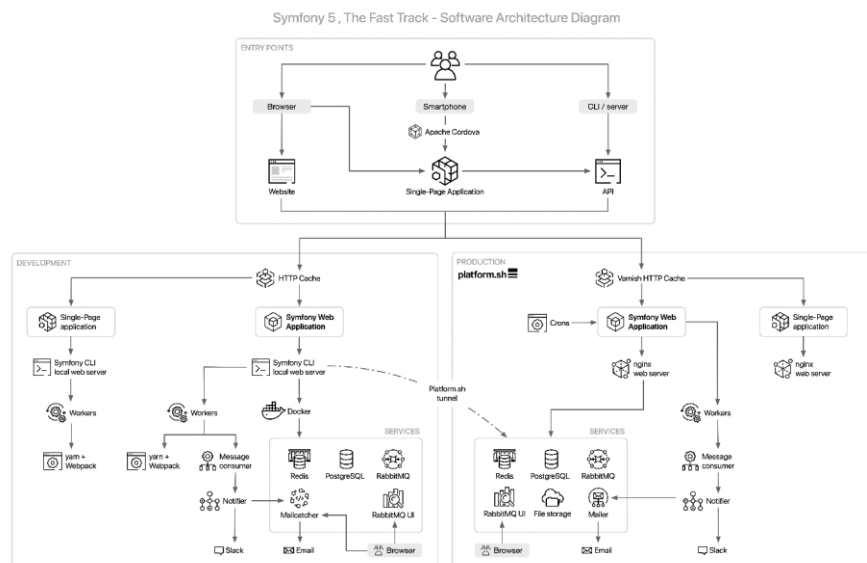 Symfony 5 , The Fast Track - Software Architecture Diagram
ENTRY POINTS
Browser
Smartphone
CLI / server
Apache Cordova
Website
Single-Page Application
API
DEVELOPMENT
HTTP Cache
Single-Page
application
Symfony Web
Application
Symfony CLI
local web server
Symfony CLI
local web server
Workers
Workers
Docker
yarn +
Webpack
yarn +
Webpack
Message
consumer
Notifier
Slack
SERVICES
Redis
PostgreSQL
RabbitMQ
Mailcatcher
RabbitMQ UI
Email
Browser
Platform.sh
tunnel
PRODUCTION
platform.sh
Varnish HTTP Cache
Crons
Symfony Web
Application
Single-Page
application
nginx
web server
nginx
web server
Workers
Message
consumer
Notifier
Slack
SERVICES
Redis
PostgreSQL
RabbitMQ
RabbitMQ UI
File storage
Mailer
Browser
Email